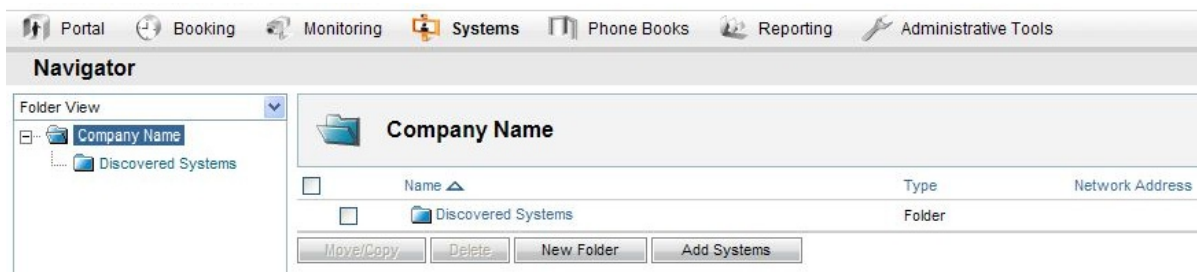 Portal Booking Monitoring Systems Phone Books Reporting Administrative Tools
Navigator
Folder View
Company Name
Discovered Systems
Company Name
Name Type Network Address
Discovered Systems Folder
Move/Copy Delete New Folder Add Systems